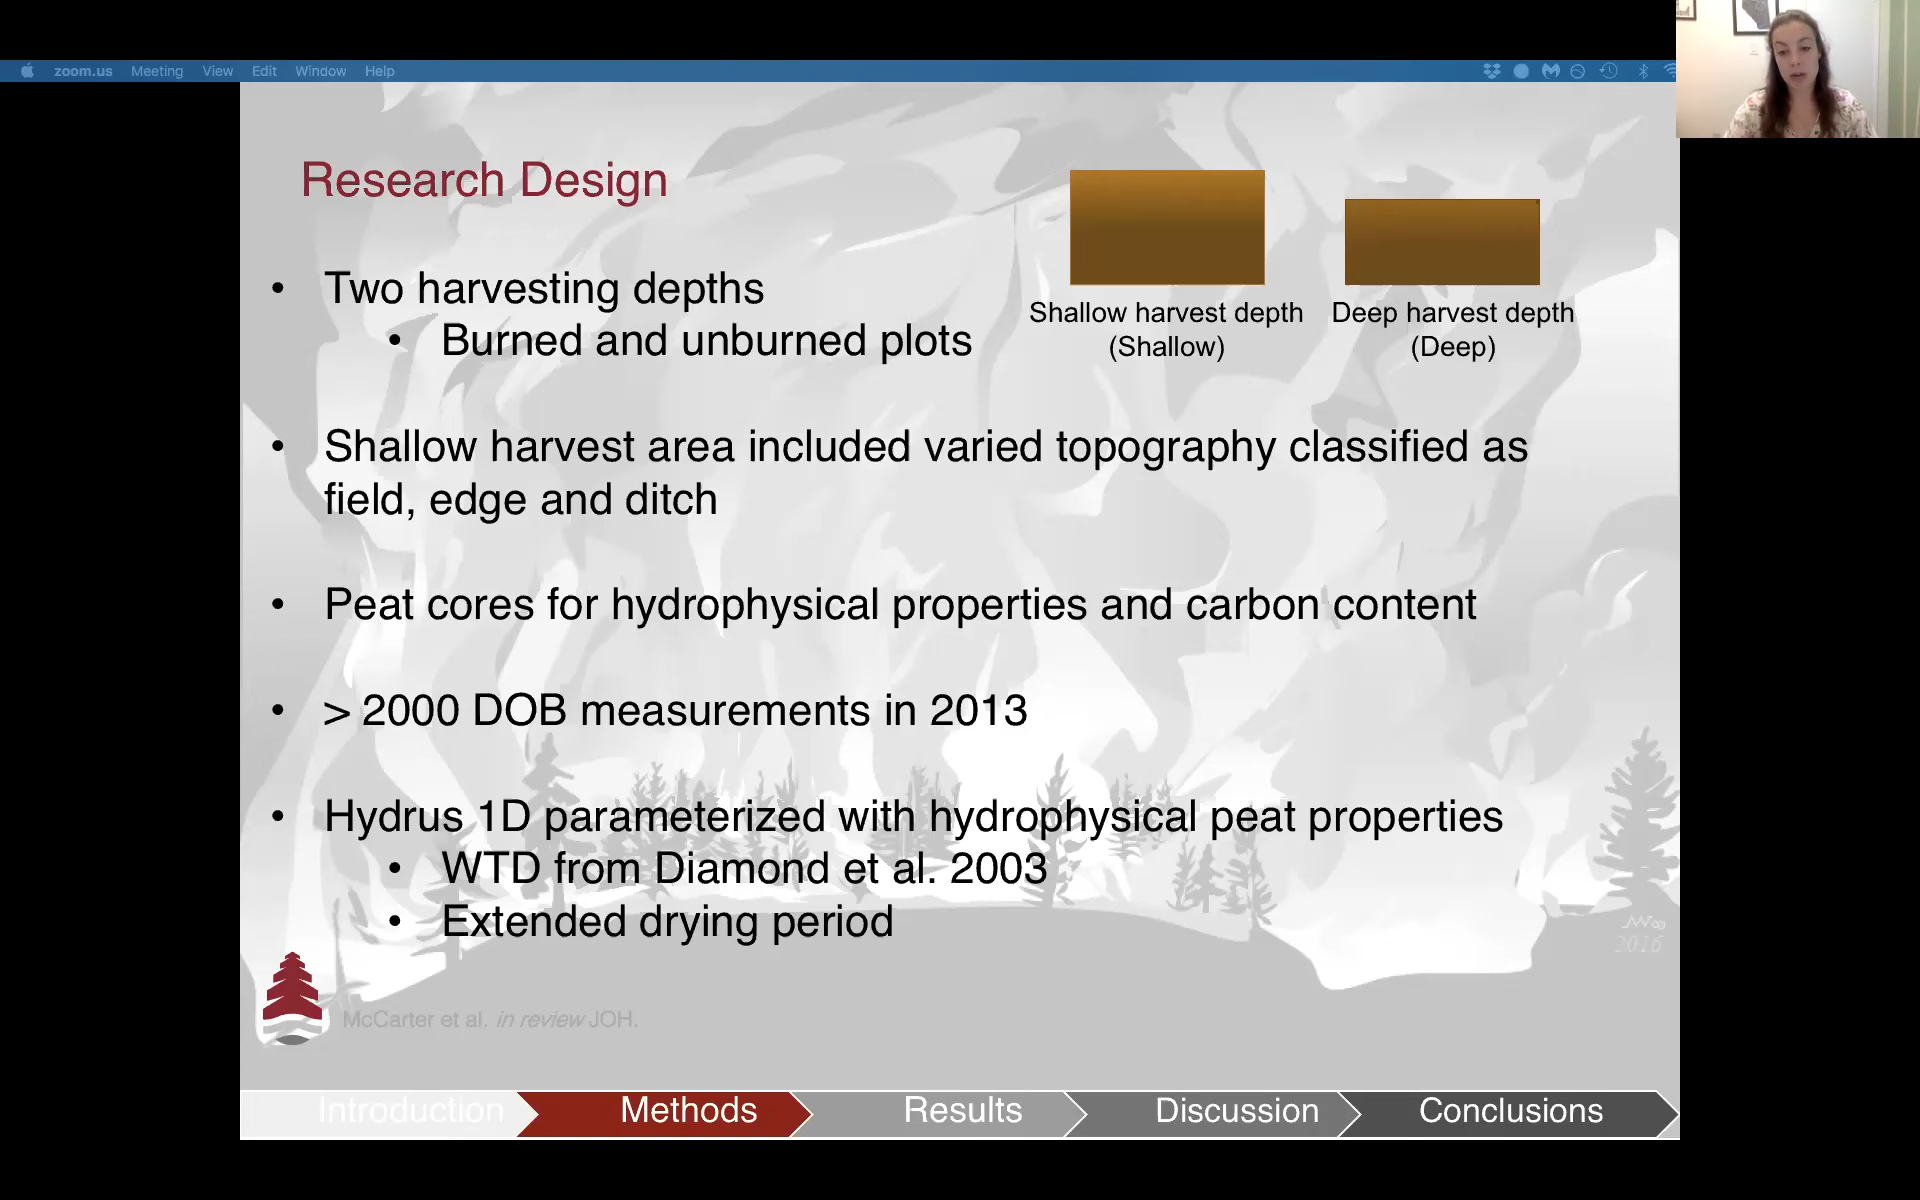 zoom.us Meeting View Edit Window Help
Research Design
Shallow harvest depth
(Shallow)
Deep harvest depth
(Deep)
• Two harvesting depths
• Burned and unburned plots
• Shallow harvest area included varied topography classified as
field, edge and ditch
• Peat cores for hydrophysical properties and carbon content
• > 2000 DOB measurements in 2013
• Hydrus 1D parameterized with hydrophysical peat properties
• WTD from Diamond et al. 2003
• Extended drying period
2016
McCarter et al. in review JOH.
Introduction Methods Results Discussion Conclusions